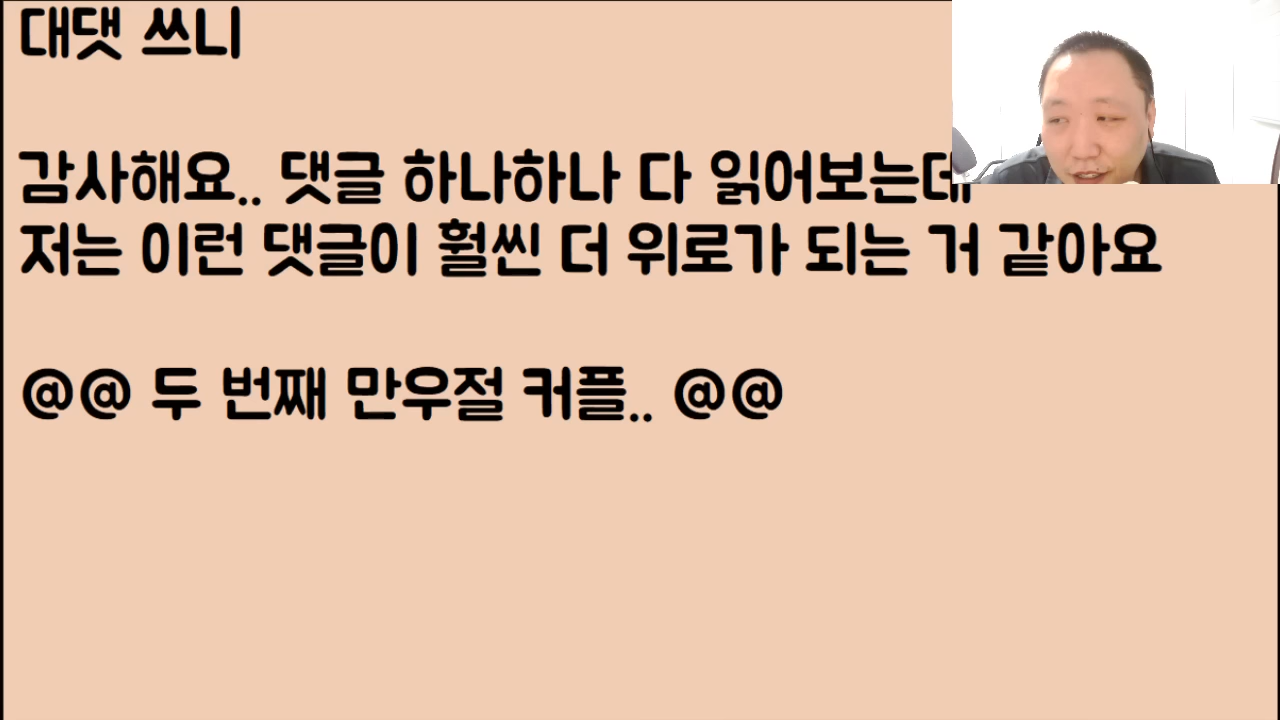 대댓 쓰니
감사해요.. 댓글 하나하나 다 읽어보는데
저는 이런 댓글이 훨씬 더 위로가 되는 거 같아요
@@ 두 번째 만우절 커플.. @@